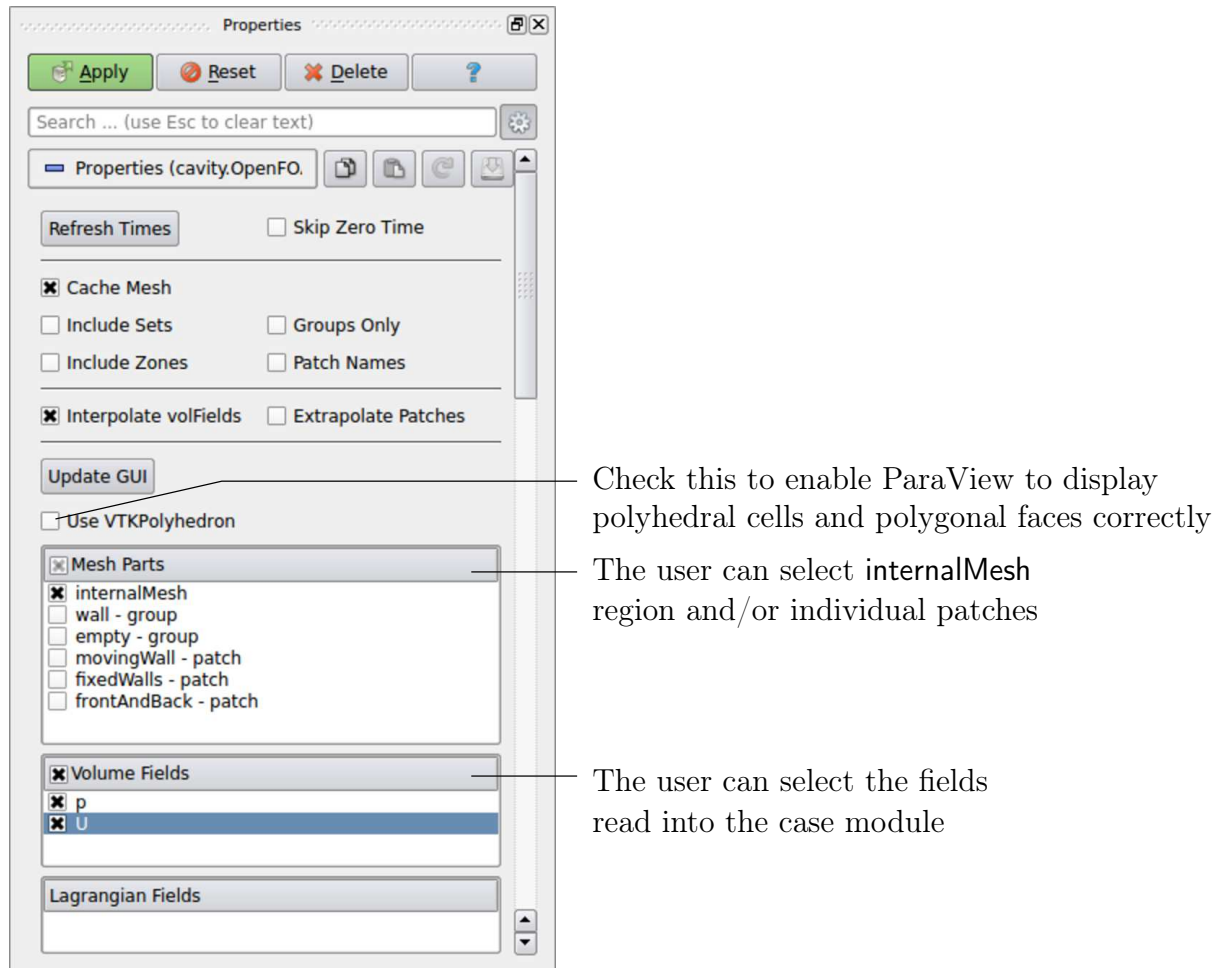 Properties
Apply Reset Delete ?
Search ... (use Esc to clear text)
Properties (cavity.OpenFO.
Refresh Times Skip Zero Time
Cache Mesh
Include Sets Groups Only
Include Zones Patch Names
Interpolate volFields Extrapolate Patches
Update GUI
Use VTKPolyhedron
Check this to enable ParaView to display
polyhedral cells and polygonal faces correctly
Mesh Parts
internalMesh
wall - group
empty - group
movingWall - patch
fixedWalls - patch
frontAndBack - patch
The user can select internalMesh
region and/or individual patches
Volume Fields
p
U
The user can select the fields
read into the case module
Lagrangian Fields